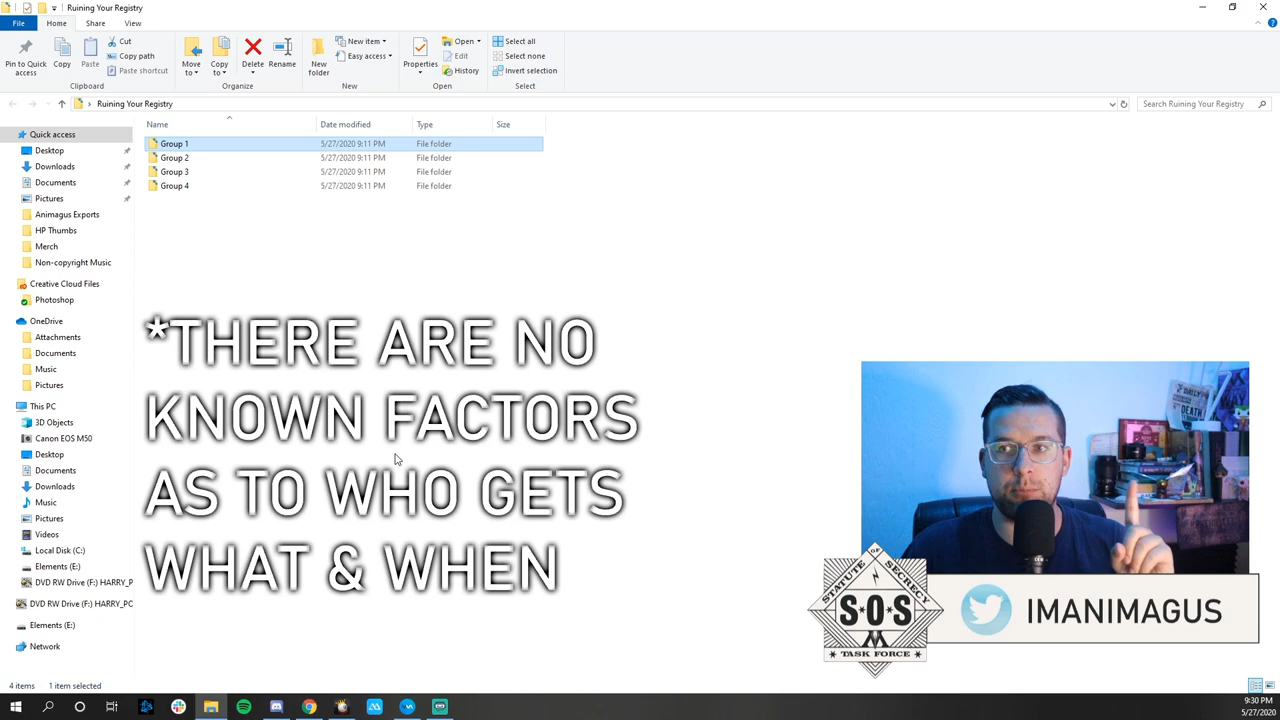 Ruining Your Registry
File
Home
Share
View
Pin to Quick
access
Copy
Paste
Cut
Copy path
Paste shortcut
Clipboard
Move
to
Copy
to
Delete
Rename
Organize
New
folder
New item
Easy access
New
Properties
Open
Edit
History
Open
Select all
Select none
Invert selection
Select
Ruining Your Registry
Search Ruining Your Registry
Name
Date modified
Type
Size
Group 1 5/27/2020 9:11 PM File folder
Group 2 5/27/2020 9:11 PM File folder
Group 3 5/27/2020 9:11 PM File folder
Group 4 5/27/2020 9:11 PM File folder
Quick access
Desktop
Downloads
Documents
Pictures
Animagus Exports
HP Thumbs
Merch
Non-copyright Music
Creative Cloud Files
Photoshop
OneDrive
Attachments
Documents
Music
Pictures
This PC
3D Objects
Canon EOS M50
Desktop
Documents
Downloads
Music
Pictures
Videos
Local Disk (C:)
Elements (E:)
DVD RW Drive (F:) HARRY_P
DVD RW Drive (F:) HARRY_PC
Elements (E:)
Network
*THERE ARE NO
KNOWN FACTORS
AS TO WHO GETS
WHAT & WHEN
DEATH
STATUTE OF SECRECY
S*O*S
TASK FORCE
IMANIMAGUS
4 items
1 item selected
9:30 PM
5/27/2020